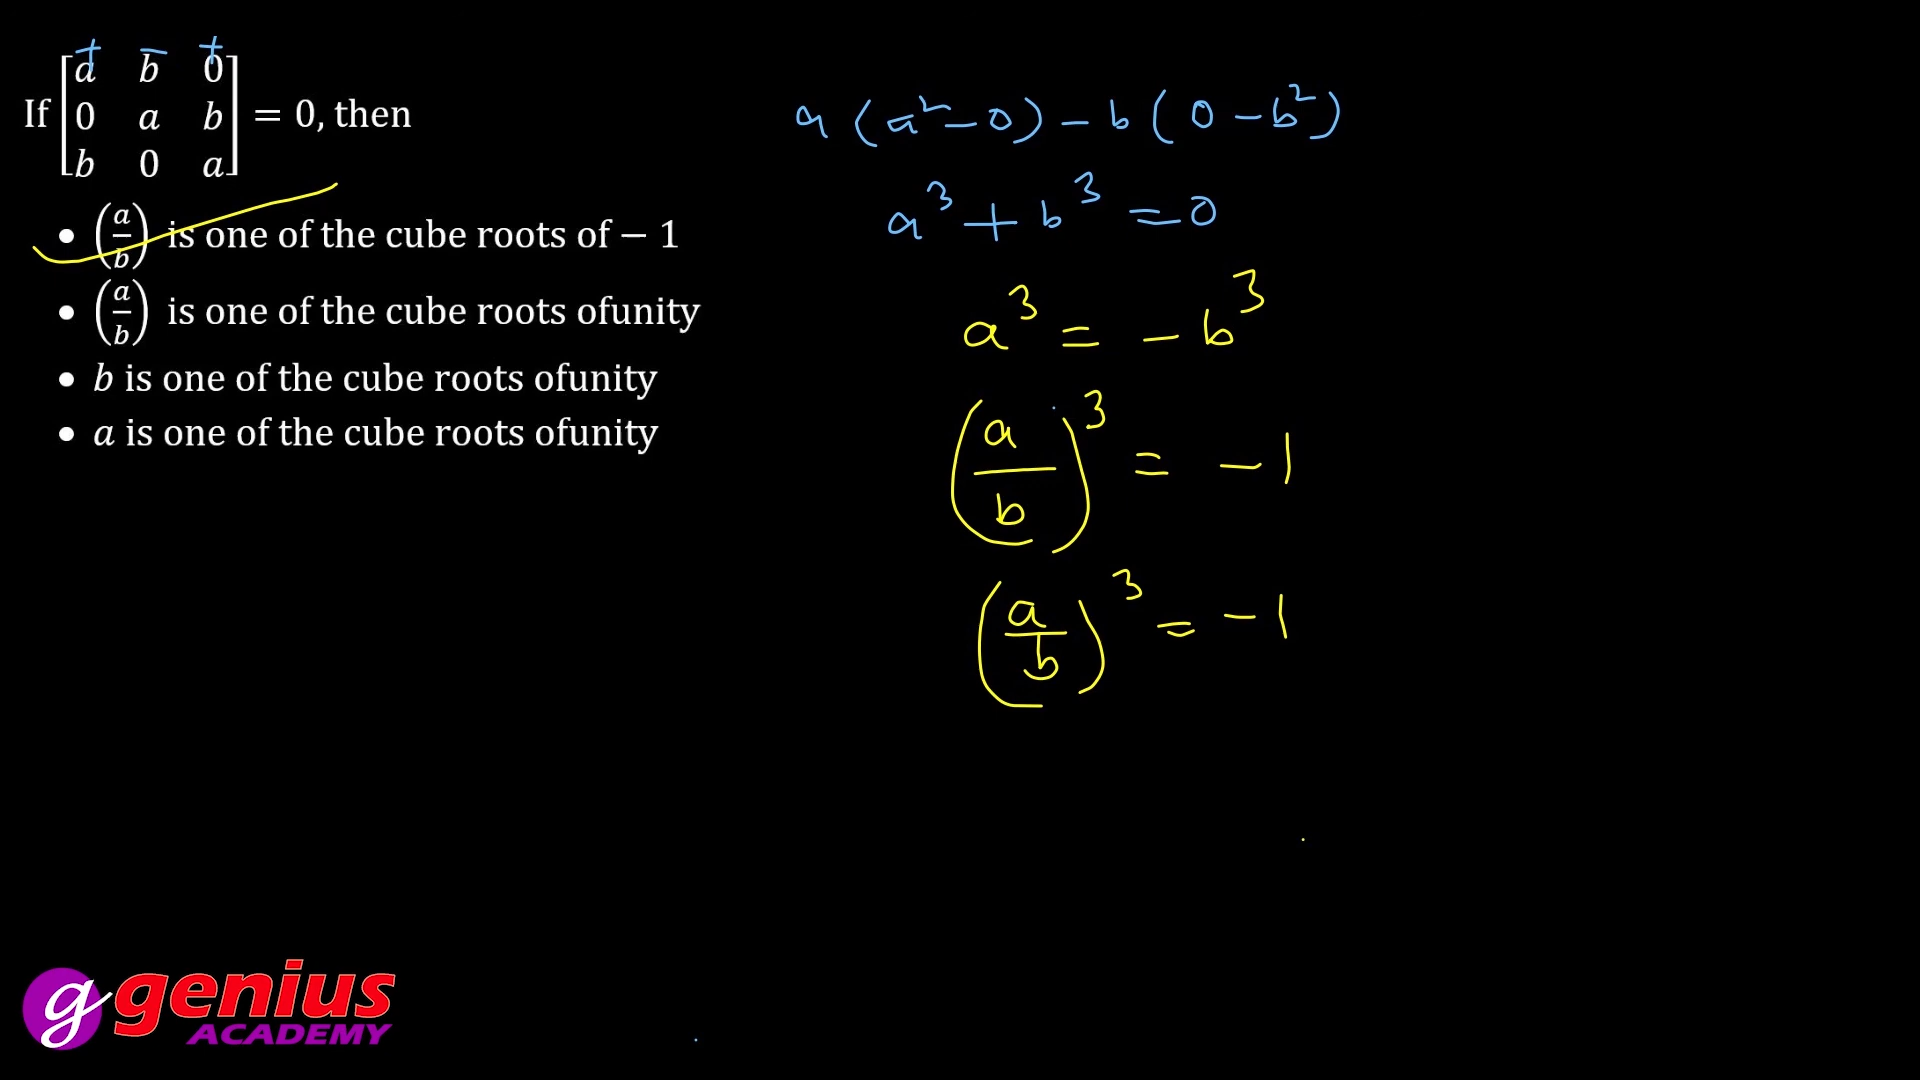 If [a b 0
0 a b
b 0 a] = 0, then
• (a/b) is one of the cube roots of − 1
• (a/b) is one of the cube roots ofunity
• b is one of the cube roots ofunity
• a is one of the cube roots ofunity
+ − +
a (a² − 0) − b (0 − b²)
a³ + b³ = 0
a³ = − b³
(a/b)³ = − 1
(a/b)³ = − 1
g genius
ACADEMY